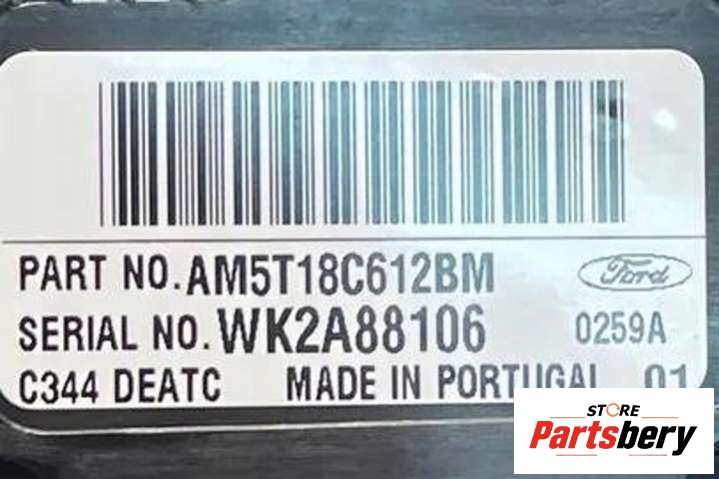 PART NO. AM5T18C612BM Ford
SERIAL NO. WK2A88106 0259A
C344 DEATC MADE IN PORTUGAL 01
STORE
Partsbery